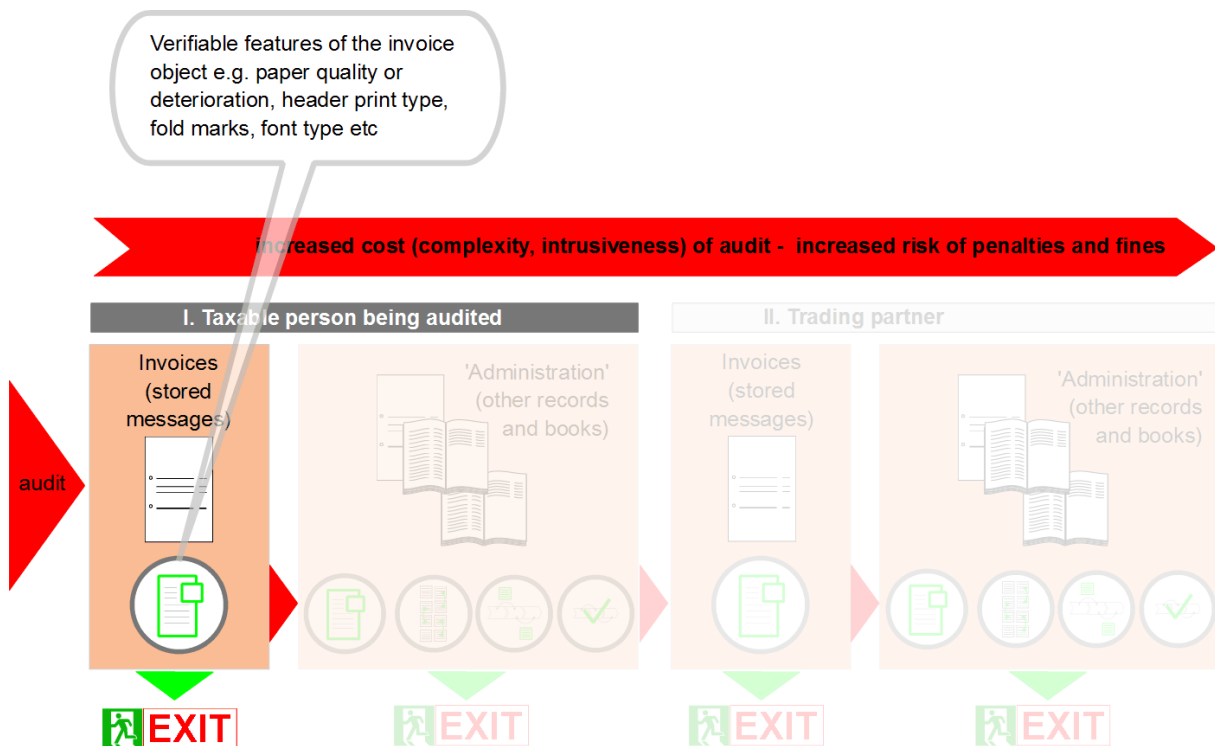 Verifiable features of the invoice
object e.g. paper quality or
deterioration, header print type,
fold marks, font type etc
increased cost (complexity, intrusiveness) of audit - increased risk of penalties and fines
I. Taxable person being audited
II. Trading partner
audit
Invoices
(stored
messages)
'Administration'
(other records
and books)
Invoices
(stored
messages)
'Administration'
(other records
and books)
EXIT
EXIT
EXIT
EXIT